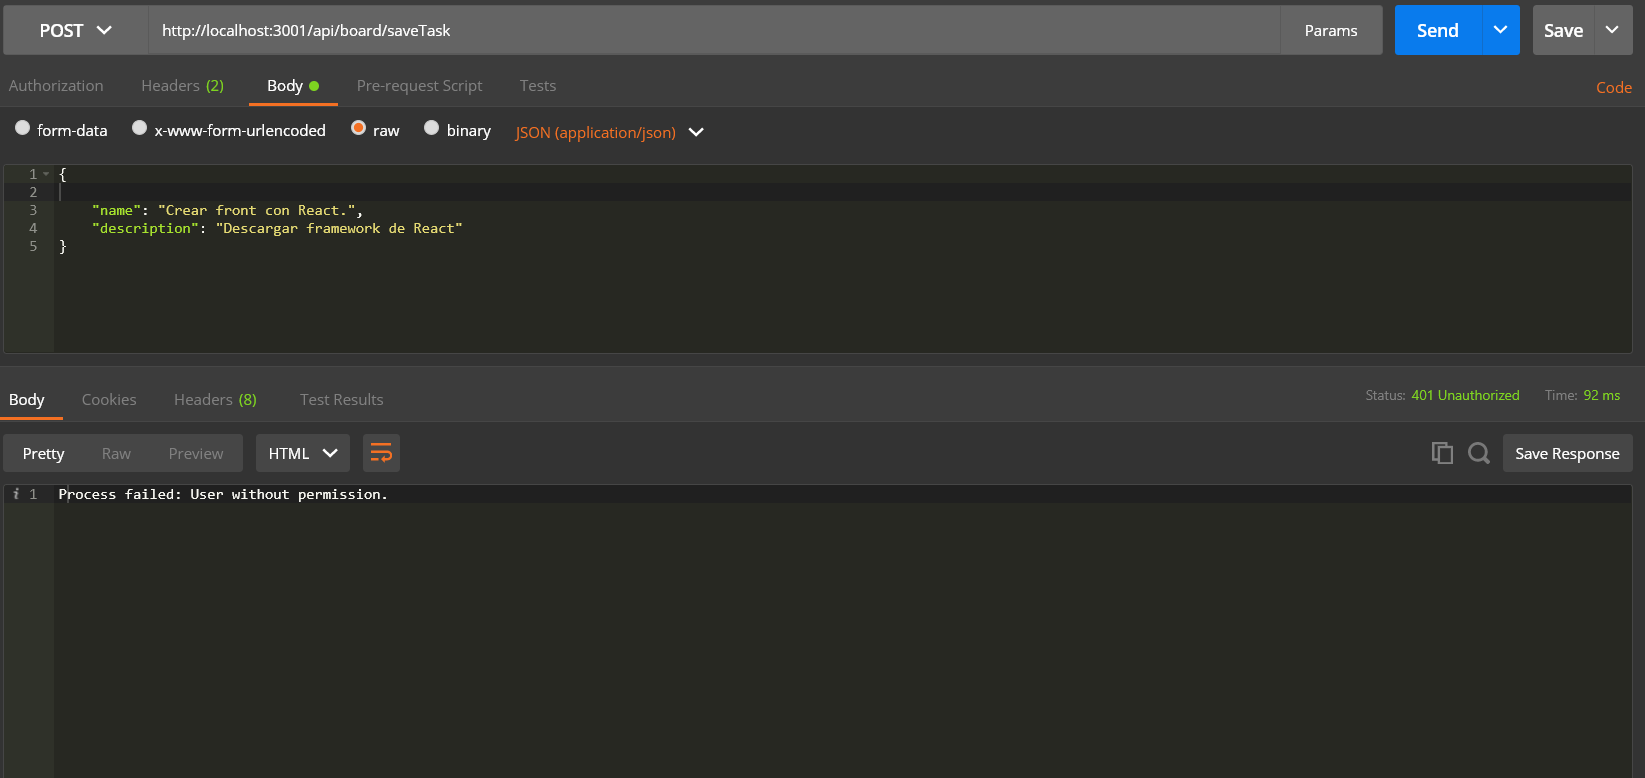 POST http://localhost:3001/api/board/saveTask Params Send Save
Authorization Headers (2) Body Pre-request Script Tests Code
form-data x-www-form-urlencoded raw binary JSON (application/json)
1 {
2
3 "name": "Crear front con React.",
4 "description": "Descargar framework de React"
5 }
Body Cookies Headers (8) Test Results Status: 401 Unauthorized Time: 92 ms
Pretty Raw Preview HTML Save Response
i 1 Process failed: User without permission.